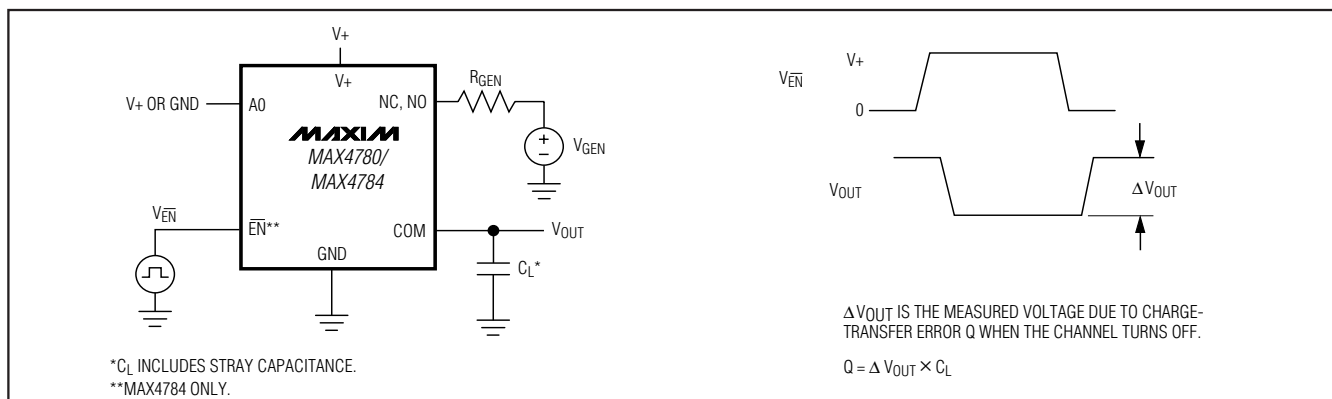 V+
V+
V+ OR GND
A0
NC, NO
RGEN
MAXIM
MAX4780/
MAX4784
VGEN
VEN
EN**
COM
VOUT
GND
CL*
*CL INCLUDES STRAY CAPACITANCE.
**MAX4784 ONLY.
V+
VEN
0
VOUT
ΔVOUT
ΔVOUT IS THE MEASURED VOLTAGE DUE TO CHARGE-
TRANSFER ERROR Q WHEN THE CHANNEL TURNS OFF.
Q = ΔVOUT × CL